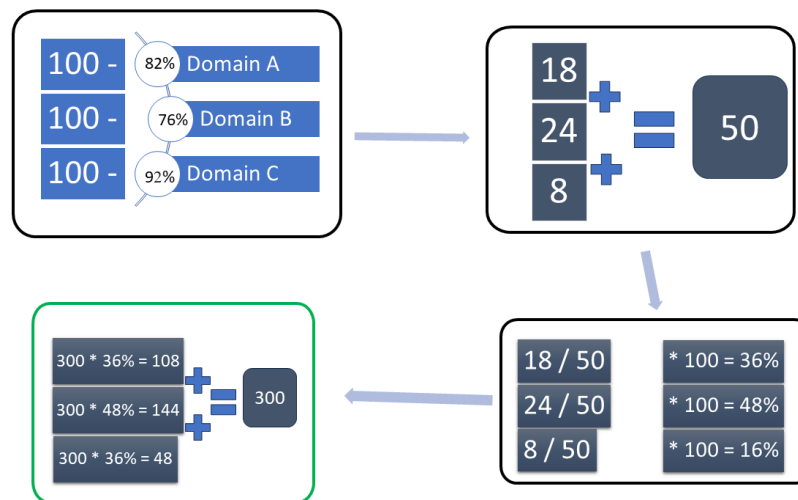 100 - 82% Domain A
100 - 76% Domain B
100 - 92% Domain C
18
24
8
50
18 / 50 * 100 = 36%
24 / 50 * 100 = 48%
8 / 50 * 100 = 16%
300 * 36% = 108
300 * 48% = 144
300 * 36% = 48
300